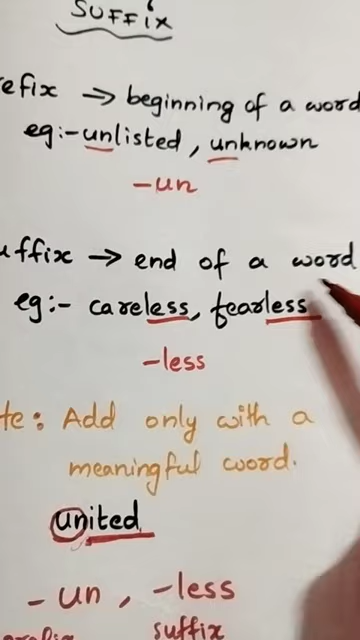 SUFFIX
efix → beginning of a word
eg:- unlisted, unknown
-un
uffix → end of a word
eg:- careless, fearless
-less
te: Add only with a
meaningful word.
united
- un , -less
suffix